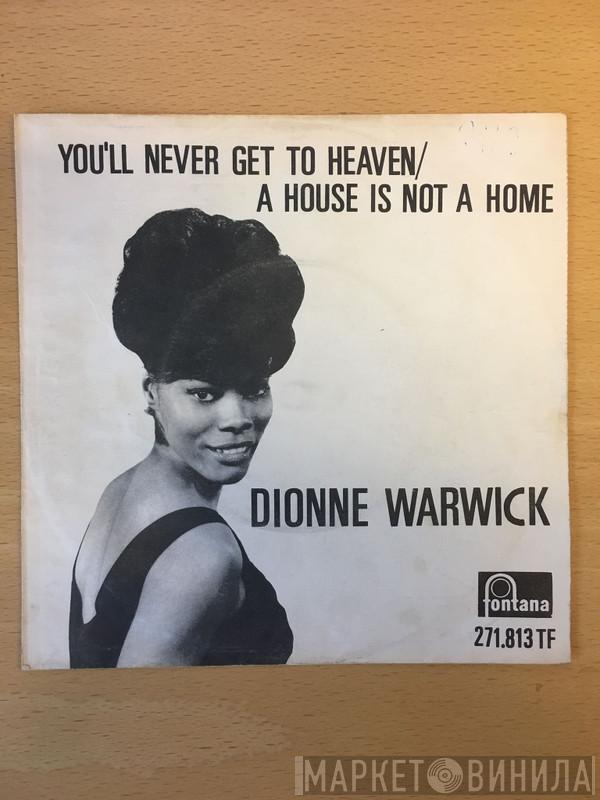 YOU'LL NEVER GET TO HEAVEN/
A HOUSE IS NOT A HOME
DIONNE WARWICK
fontana
271.813 TF
МАРКЕТ ВИНИЛА